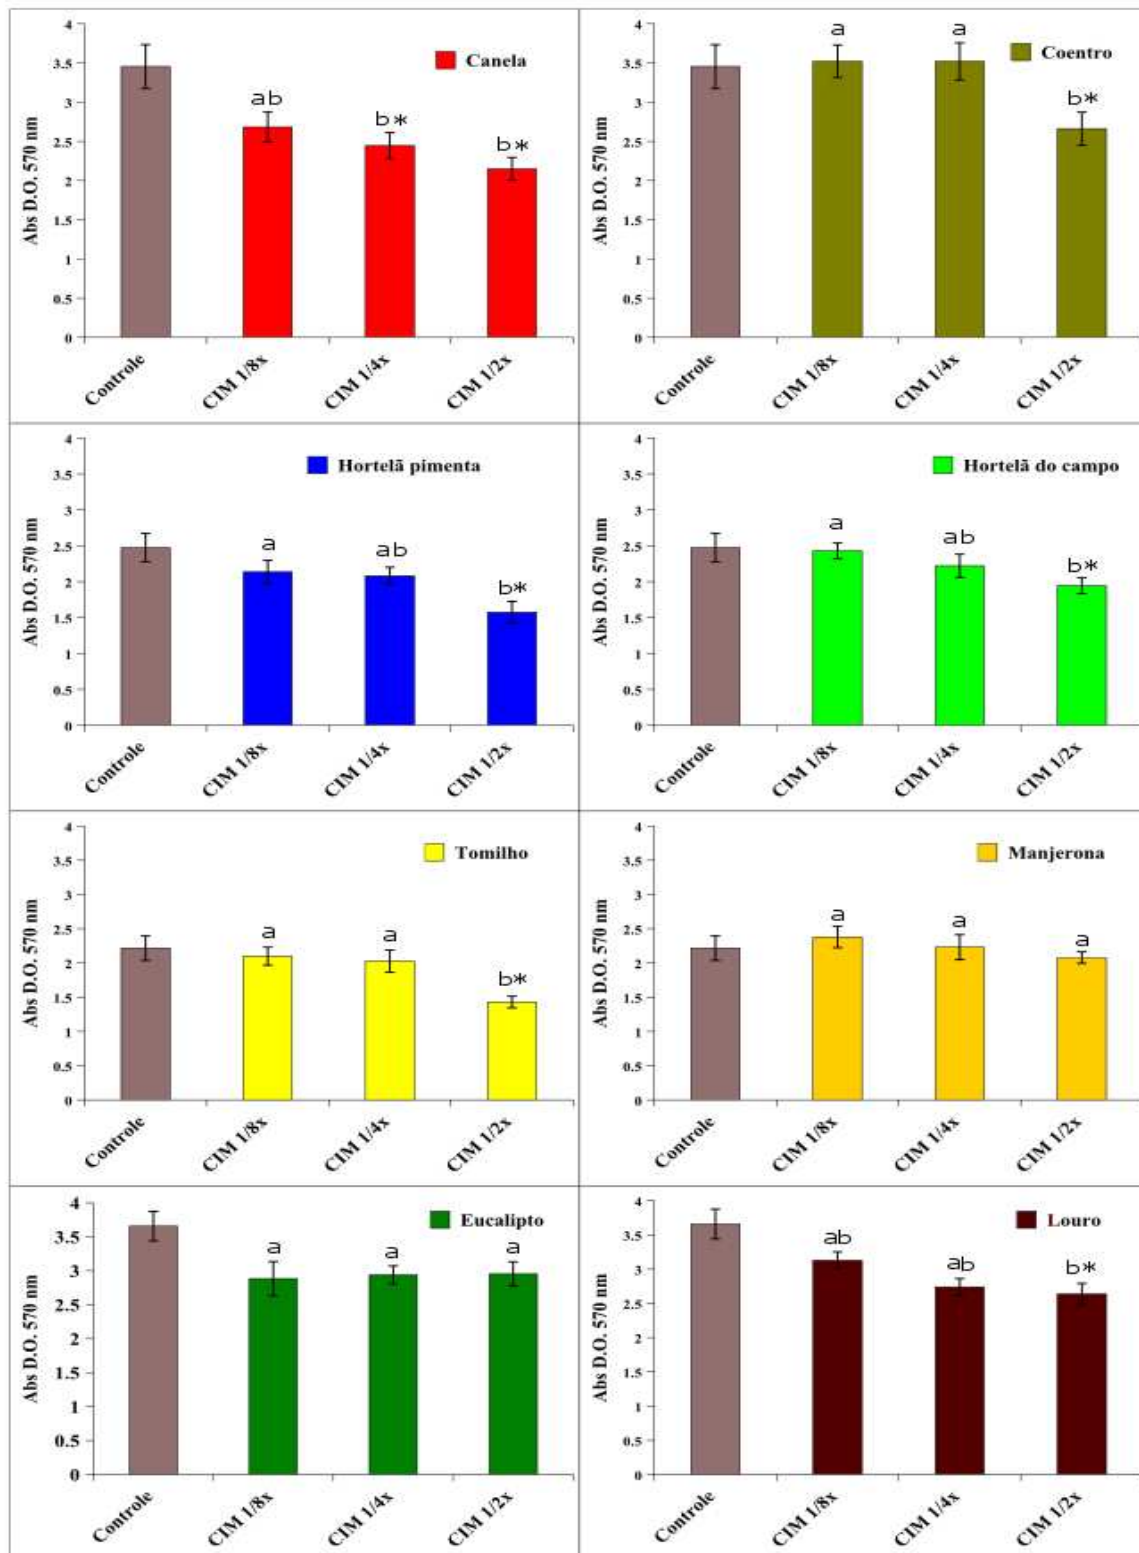 4
3.5
3
2.5
2
1.5
1
0.5
0
Abs D.O. 570 nm
Canela
ab
b*
b*
Controle
CIM 1/8x
CIM 1/4x
CIM 1/2x
4
3.5
3
2.5
2
1.5
1
0.5
0
Abs D.O. 570 nm
Coentro
a
a
b*
Controle
CIM 1/8x
CIM 1/4x
CIM 1/2x
4
3.5
3
2.5
2
1.5
1
0.5
0
Abs D.O. 570 nm
Hortelã pimenta
a
ab
b*
Controle
CIM 1/8x
CIM 1/4x
CIM 1/2x
4
3.5
3
2.5
2
1.5
1
0.5
0
Abs D.O. 570 nm
Hortelã do campo
a
ab
b*
Controle
CIM 1/8x
CIM 1/4x
CIM 1/2x
4
3.5
3
2.5
2
1.5
1
0.5
0
Abs D.O. 570 nm
Tomilho
a
a
b*
Controle
CIM 1/8x
CIM 1/4x
CIM 1/2x
4
3.5
3
2.5
2
1.5
1
0.5
0
Abs D.O. 570 nm
Manjerona
a
a
a
Controle
CIM 1/8x
CIM 1/4x
CIM 1/2x
4
3.5
3
2.5
2
1.5
1
0.5
0
Abs D.O. 570 nm
Eucalipto
a
a
a
Controle
CIM 1/8x
CIM 1/4x
CIM 1/2x
4
3.5
3
2.5
2
1.5
1
0.5
0
Abs D.O. 570 nm
Louro
ab
ab
b*
Controle
CIM 1/8x
CIM 1/4x
CIM 1/2x